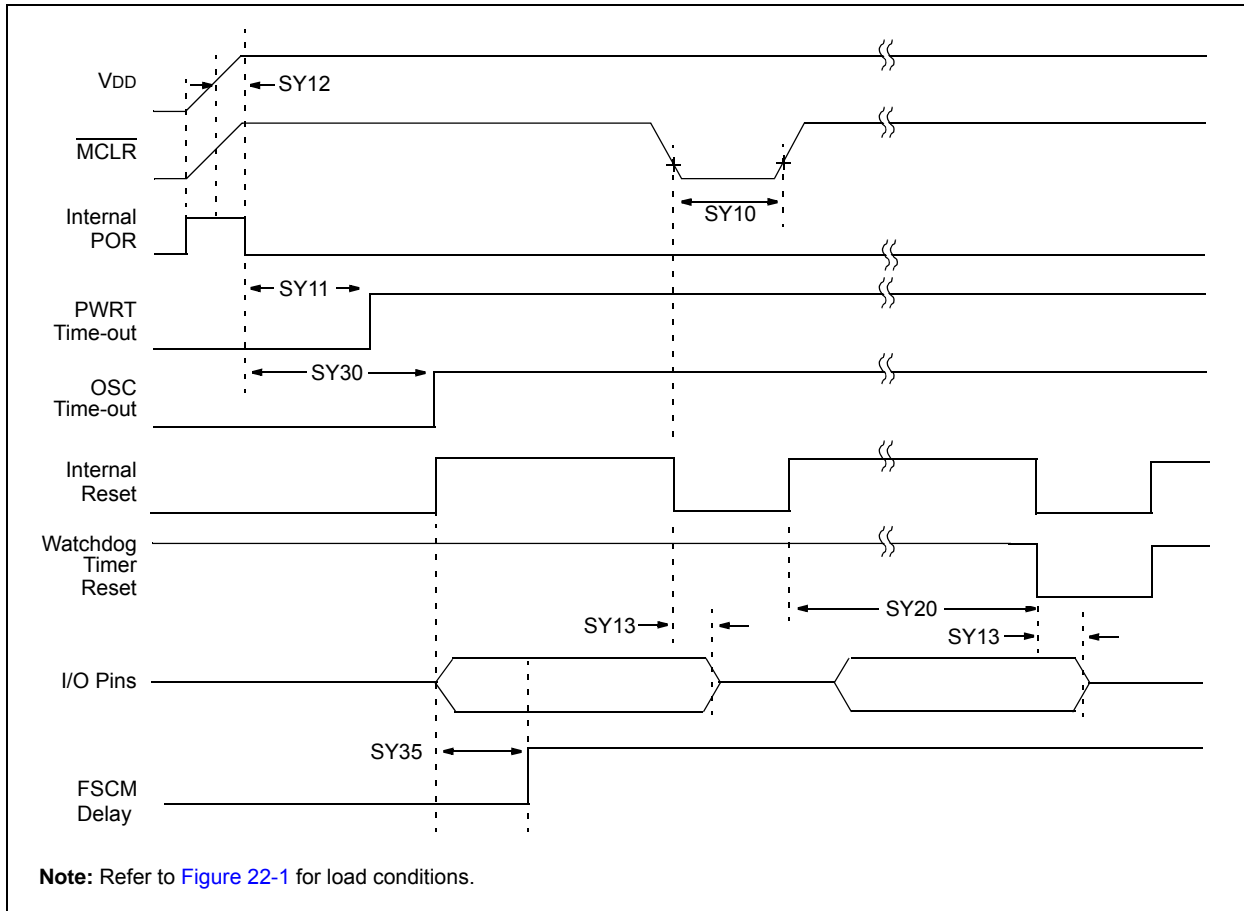 VDD
SY12
MCLR
SY10
Internal
POR
SY11
PWRT
Time-out
SY30
OSC
Time-out
Internal
Reset
Watchdog
Timer
Reset
SY20
SY13
SY13
I/O Pins
SY35
FSCM
Delay
Note: Refer to Figure 22-1 for load conditions.